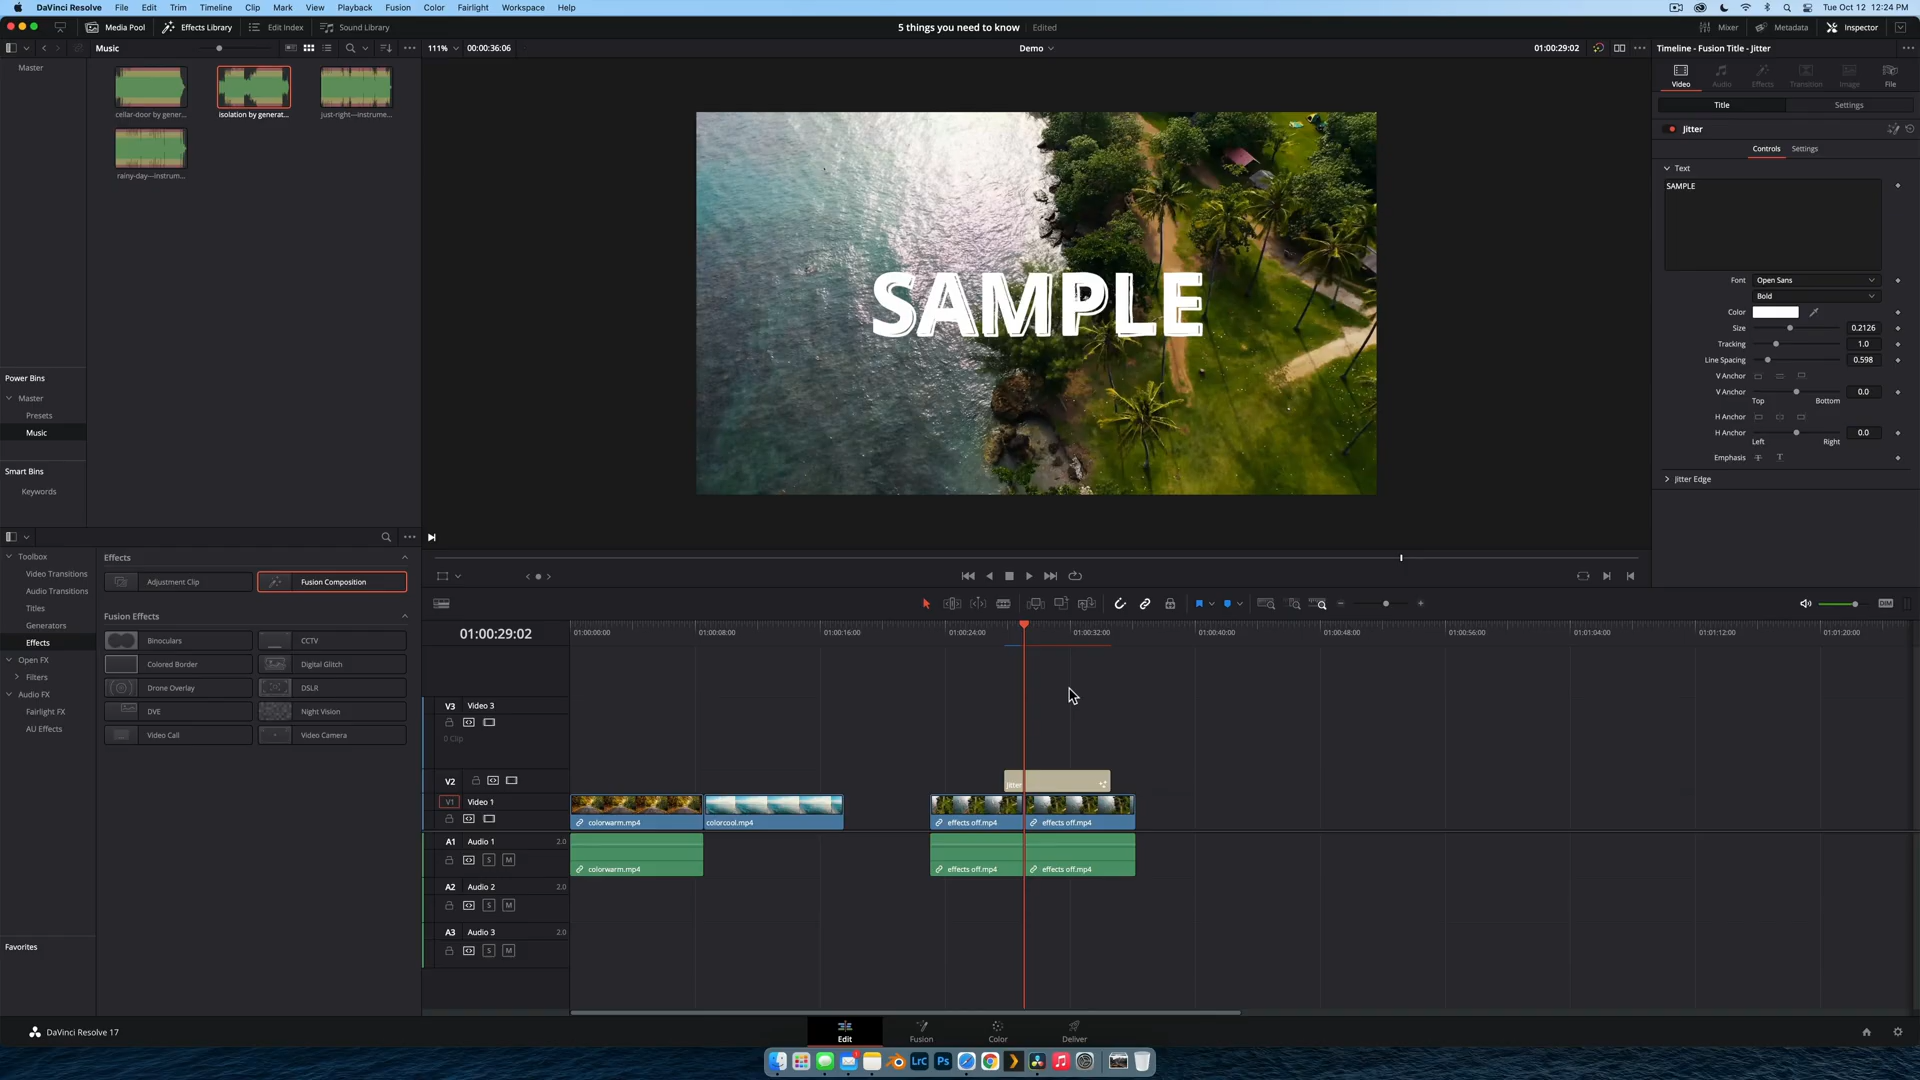 DaVinci Resolve File Edit Trim Timeline Clip Mark View Playback Fusion Color Fairlight Workspace Help
Tue Oct 12 12:24 PM
Media Pool Effects Library Edit Index Sound Library
5 things you need to know Edited
Mixer Metadata Inspector
Music
111% 00:00:36:06
Demo
01:00:29:02
Timeline - Fusion Title - Jitter
Master
cellar-door by gener...
isolation by generat...
just-right---instrume...
rainy-day---instrum...
Power Bins
Master
Presets
Music
Smart Bins
Keywords
SAMPLE
Video Audio Effects Transition Image File
Title Settings
Jitter
Controls Settings
Text
SAMPLE
Font Open Sans
Bold
Color
Size 0.2126
Tracking 1.0
Line Spacing 0.598
V Anchor
V Anchor 0.0
Top Bottom
H Anchor
H Anchor 0.0
Left Right
Emphasis T T
Jitter Edge
Toolbox
Video Transitions
Audio Transitions
Titles
Generators
Effects
Open FX
Filters
Audio FX
Fairlight FX
AU Effects
Favorites
Effects
Adjustment Clip Fusion Composition
Fusion Effects
Binoculars CCTV
Colored Border Digital Glitch
Drone Overlay DSLR
DVE Night Vision
Video Call Video Camera
DIM
01:00:29:02
01:00:00:00 01:00:08:00 01:00:16:00 01:00:24:00 01:00:32:00 01:00:40:00 01:00:48:00 01:00:56:00 01:01:04:00 01:01:12:00 01:01:20:00
V3 Video 3
0 Clip
V2
Jitter
V1 Video 1
colorwarm.mp4 colorcool.mp4 effects off.mp4 effects off.mp4
A1 Audio 1 2.0
S M
colorwarm.mp4 effects off.mp4 effects off.mp4
A2 Audio 2 2.0
S M
A3 Audio 3 2.0
S M
DaVinci Resolve 17
Edit Fusion Color Deliver
LrC Ps